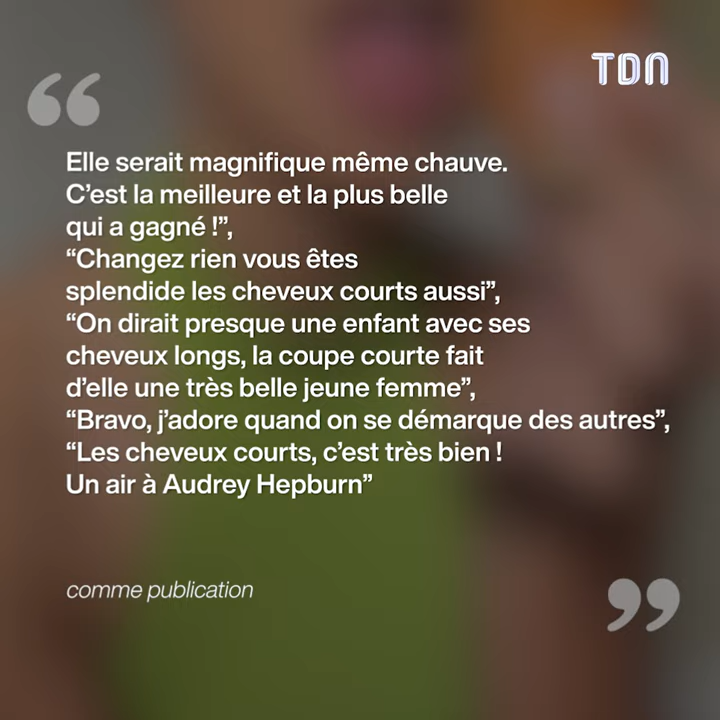 TDN
“
Elle serait magnifique même chauve.
C’est la meilleure et la plus belle
qui a gagné !”,
“Changez rien vous êtes
splendide les cheveux courts aussi”,
“On dirait presque une enfant avec ses
cheveux longs, la coupe courte fait
d’elle une très belle jeune femme”,
“Bravo, j’adore quand on se démarque des autres”,
“Les cheveux courts, c’est très bien !
Un air à Audrey Hepburn”
comme publication
”